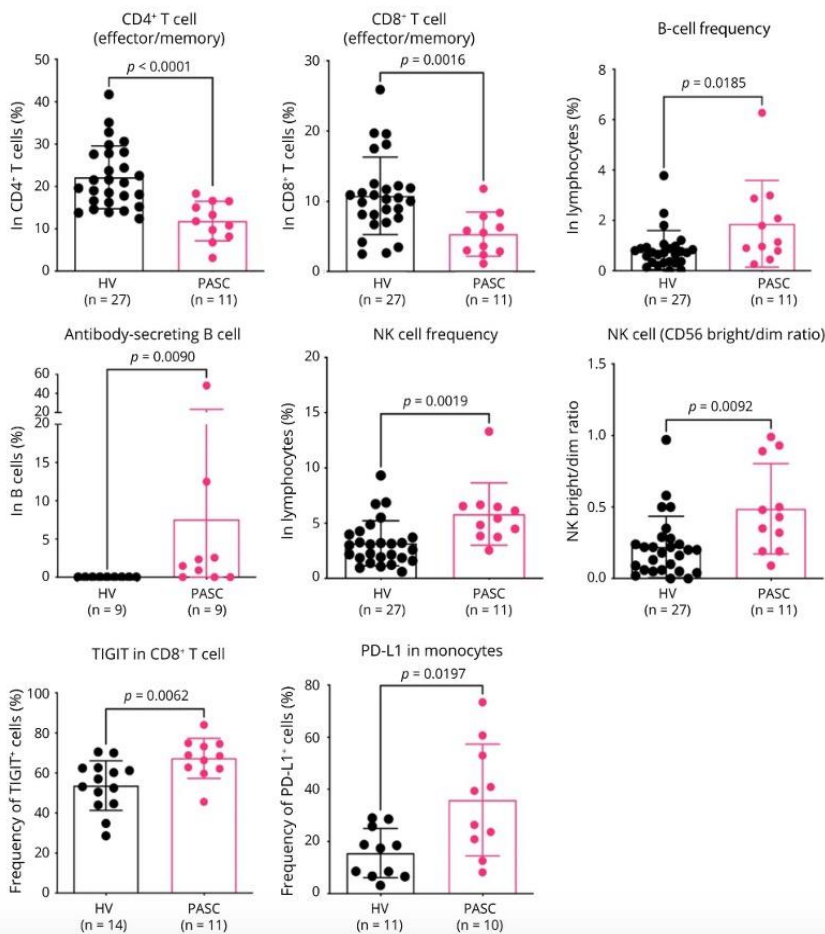 CD4⁺ T cell
(effector/memory)
p < 0.0001
In CD4⁺ T cells (%)
50
40
30
20
10
0
HV
(n = 27)
PASC
(n = 11)
CD8⁺ T cell
(effector/memory)
p = 0.0016
In CD8⁺ T cells (%)
30
20
10
0
HV
(n = 27)
PASC
(n = 11)
B-cell frequency
p = 0.0185
In lymphocytes (%)
8
6
4
2
0
HV
(n = 27)
PASC
(n = 11)
Antibody-secreting B cell
p = 0.0090
In B cells (%)
60
40
20
20
15
10
5
0
HV
(n = 9)
PASC
(n = 9)
NK cell frequency
p = 0.0019
In lymphocytes (%)
20
15
10
5
0
HV
(n = 27)
PASC
(n = 11)
NK cell (CD56 bright/dim ratio)
p = 0.0092
NK bright/dim ratio
1.5
1.0
0.5
0.0
HV
(n = 27)
PASC
(n = 11)
TIGIT in CD8⁺ T cell
p = 0.0062
Frequency of TIGIT⁺ cells (%)
100
80
60
40
20
0
HV
(n = 14)
PASC
(n = 11)
PD-L1 in monocytes
p = 0.0197
Frequency of PD-L1⁺ cells (%)
80
60
40
20
0
HV
(n = 11)
PASC
(n = 10)